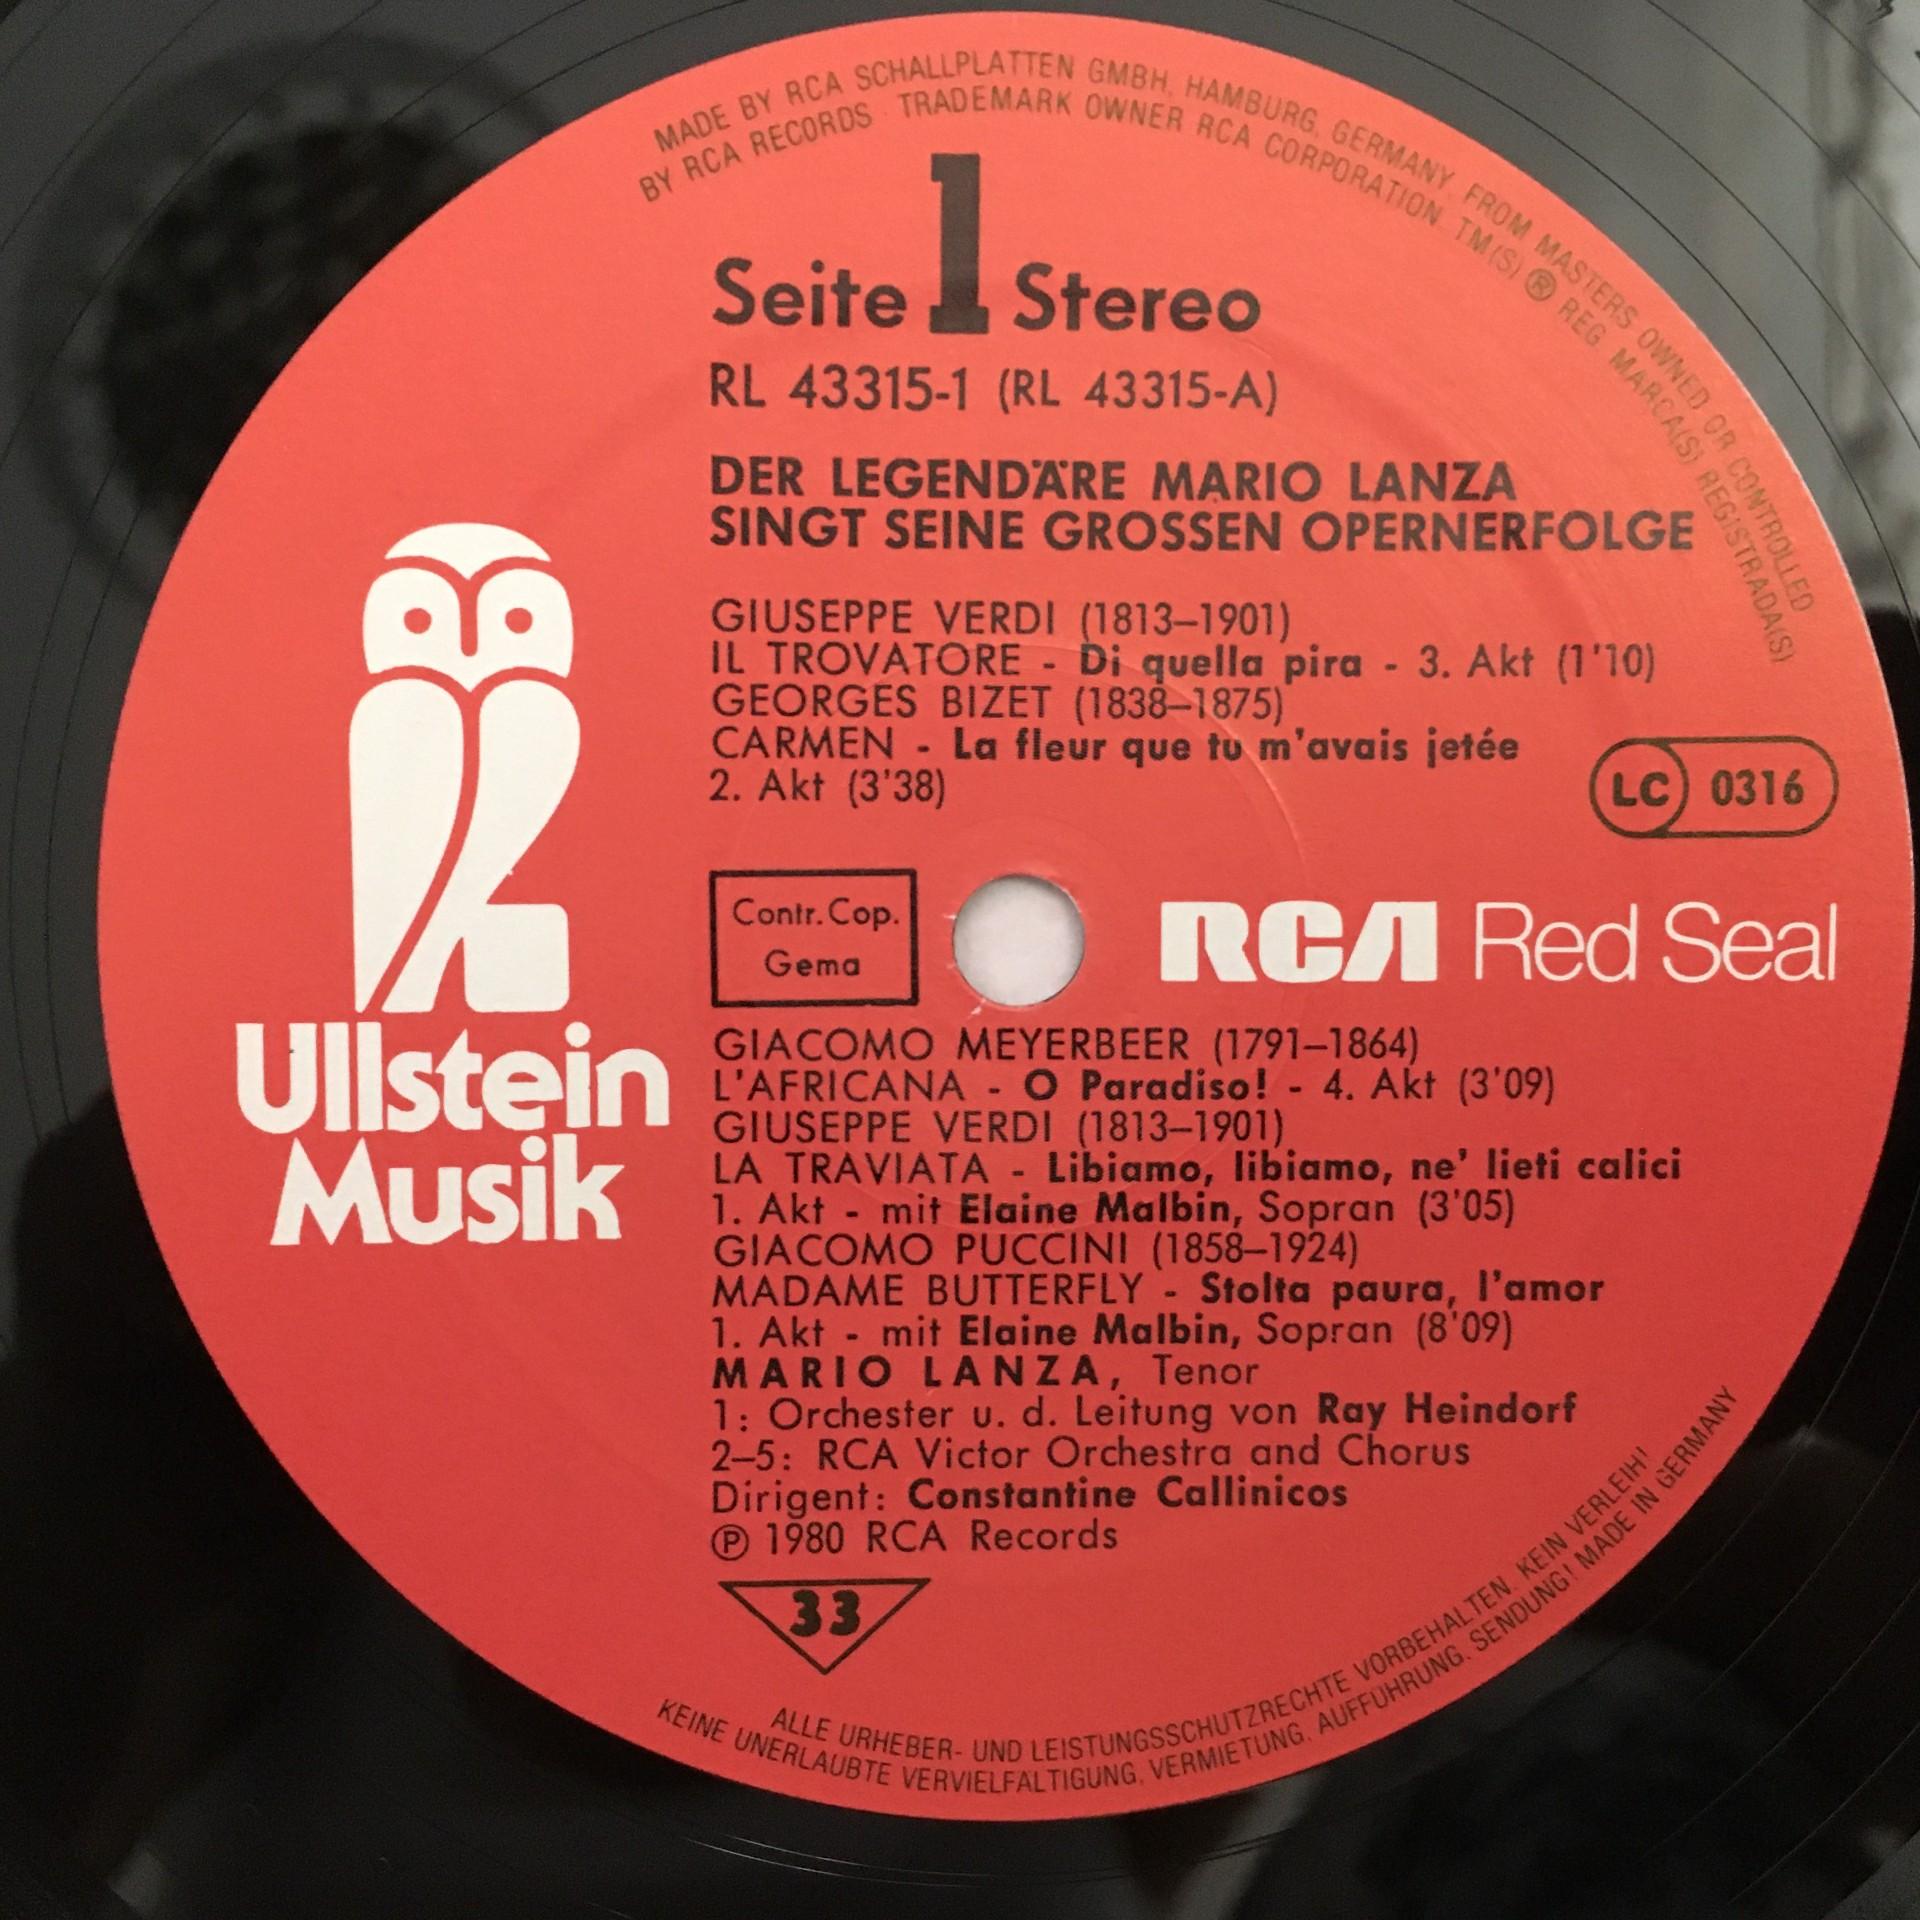 MADE BY RCA SCHALLPLATTEN GMBH, HAMBURG, GERMANY, FROM MASTERS OWNED OR CONTROLLED
BY RCA RECORDS · TRADEMARK OWNER RCA CORPORATION. TM(S) ® REG. MARCA(S) REGISTRADA(S)
Seite 1 Stereo
RL 43315-1 (RL 43315-A)
DER LEGENDÄRE MARIO LANZA
SINGT SEINE GROSSEN OPERNERFOLGE
GIUSEPPE VERDI (1813–1901)
IL TROVATORE - Di quella pira - 3. Akt (1'10)
GEORGES BIZET (1838–1875)
CARMEN - La fleur que tu m'avais jetée
2. Akt (3'38)
LC 0316
Contr. Cop.
Gema
RCA Red Seal
Ullstein
Musik
GIACOMO MEYERBEER (1791–1864)
L'AFRICANA - O Paradiso! - 4. Akt (3'09)
GIUSEPPE VERDI (1813–1901)
LA TRAVIATA - Libiamo, libiamo, ne' lieti calici
1. Akt - mit Elaine Malbin, Sopran (3'05)
GIACOMO PUCCINI (1858–1924)
MADAME BUTTERFLY - Stolta paura, l'amor
1. Akt - mit Elaine Malbin, Sopran (8'09)
MARIO LANZA, Tenor
1: Orchester u. d. Leitung von Ray Heindorf
2–5: RCA Victor Orchestra and Chorus
Dirigent: Constantine Callinicos
℗ 1980 RCA Records
33
ALLE URHEBER- UND LEISTUNGSSCHUTZRECHTE VORBEHALTEN. KEIN VERLEIH!
KEINE UNERLAUBTE VERVIELFÄLTIGUNG, VERMIETUNG, AUFFÜHRUNG, SENDUNG! MADE IN GERMANY